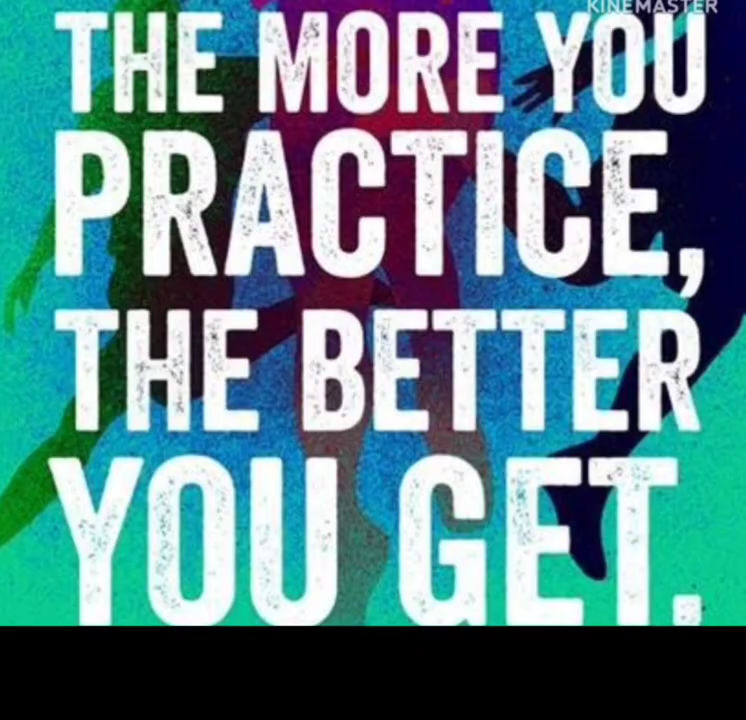 KINEMASTER
THE MORE YOU
PRACTICE,
THE BETTER
YOU GET.